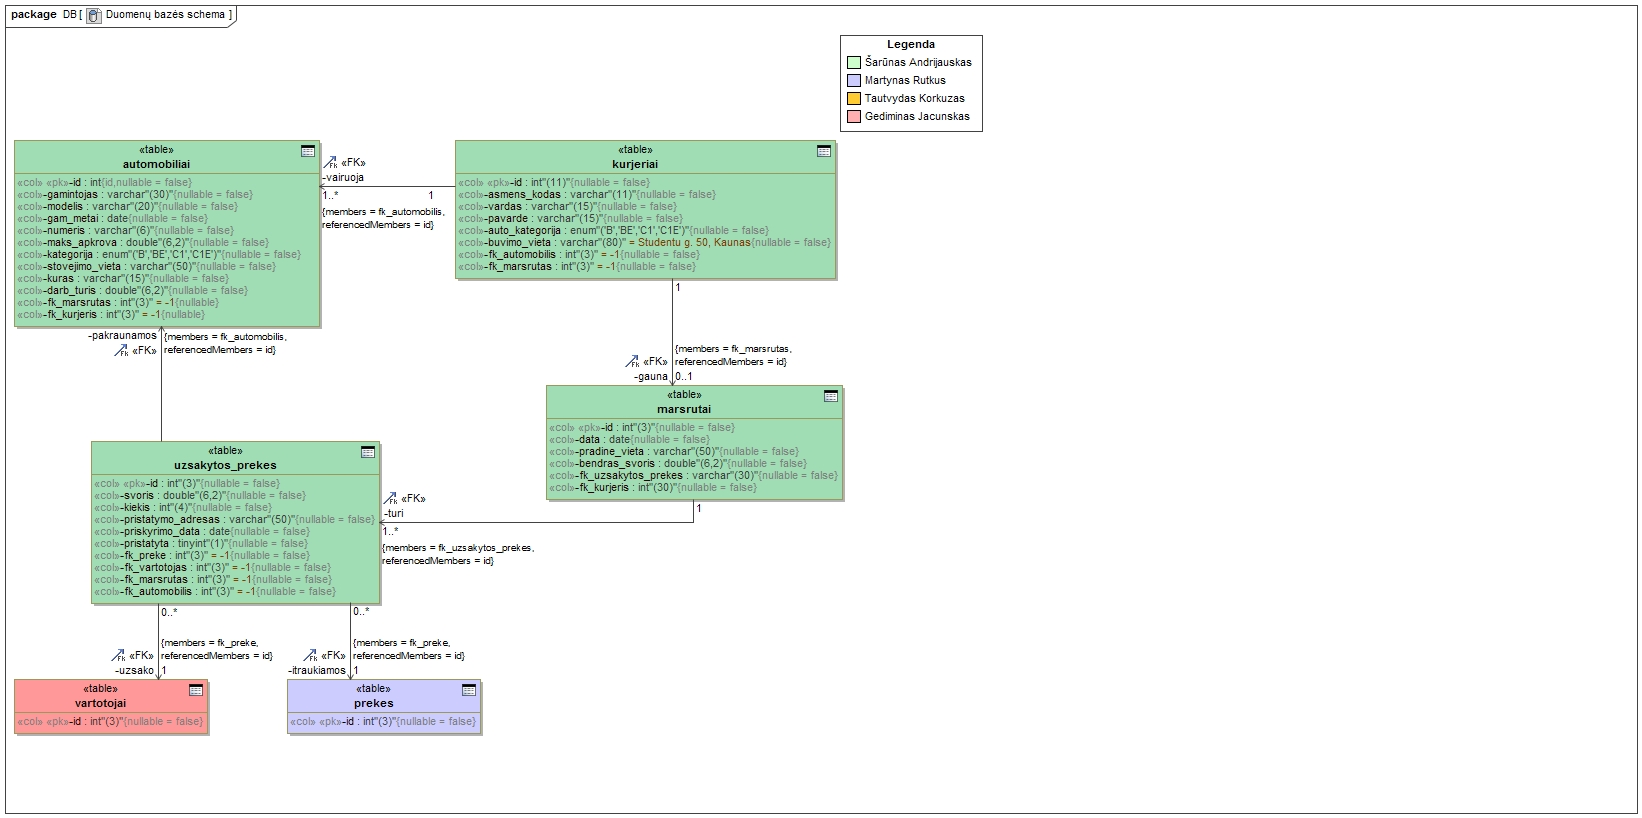 package DB [ Duomenų bazės schema ]
Legenda
Šarūnas Andrijauskas
Martynas Rutkus
Tautvydas Korkuzas
Gediminas Jacunskas
«table»
automobiliai
«col» «pk»-id : int{id,nullable = false}
«col»-gamintojas : varchar"(30)"{nullable = false}
«col»-modelis : varchar"(20)"{nullable = false}
«col»-gam_metai : date{nullable = false}
«col»-numeris : varchar"(6)"{nullable = false}
«col»-maks_apkrova : double"(6,2)"{nullable = false}
«col»-kategorija : enum"('B','BE','C1','C1E')"{nullable = false}
«col»-stovejimo_vieta : varchar"(50)"{nullable = false}
«col»-kuras : varchar"(15)"{nullable = false}
«col»-darb_turis : double"(6,2)"{nullable = false}
«col»-fk_marsrutas : int"(3)" = -1{nullable}
«col»-fk_kurjeris : int"(3)" = -1{nullable}
«FK»
-vairuoja
1..*
1
{members = fk_automobilis,
referencedMembers = id}
«table»
kurjeriai
«col» «pk»-id : int"(11)"{nullable = false}
«col»-asmens_kodas : varchar"(11)"{nullable = false}
«col»-vardas : varchar"(15)"{nullable = false}
«col»-pavarde : varchar"(15)"{nullable = false}
«col»-auto_kategorija : enum"('B','BE','C1','C1E')"{nullable = false}
«col»-buvimo_vieta : varchar"(80)" = Studentu g. 50, Kaunas{nullable = false}
«col»-fk_automobilis : int"(3)" = -1{nullable = false}
«col»-fk_marsrutas : int"(3)" = -1{nullable = false}
1
{members = fk_marsrutas,
referencedMembers = id}
«FK»
-gauna
0..1
-pakraunamos
«FK»
{members = fk_automobilis,
referencedMembers = id}
«table»
marsrutai
«col» «pk»-id : int"(3)"{nullable = false}
«col»-data : date{nullable = false}
«col»-pradine_vieta : varchar"(50)"{nullable = false}
«col»-bendras_svoris : double"(6,2)"{nullable = false}
«col»-fk_uzsakytos_prekes : varchar"(30)"{nullable = false}
«col»-fk_kurjeris : int"(30)"{nullable = false}
1
«table»
uzsakytos_prekes
«col» «pk»-id : int"(3)"{nullable = false}
«col»-svoris : double"(6,2)"{nullable = false}
«col»-kiekis : int"(4)"{nullable = false}
«col»-pristatymo_adresas : varchar"(50)"{nullable = false}
«col»-priskyrimo_data : date{nullable = false}
«col»-pristatyta : tinyint"(1)"{nullable = false}
«col»-fk_preke : int"(3)" = -1{nullable = false}
«col»-fk_vartotojas : int"(3)" = -1{nullable = false}
«col»-fk_marsrutas : int"(3)" = -1{nullable = false}
«col»-fk_automobilis : int"(3)" = -1{nullable = false}
«FK»
-turi
1..*
{members = fk_uzsakytos_prekes,
referencedMembers = id}
0..*
{members = fk_preke,
referencedMembers = id}
«FK»
-uzsako
1
0..*
{members = fk_preke,
referencedMembers = id}
«FK»
-itraukiamos
1
«table»
vartotojai
«col» «pk»-id : int"(3)"{nullable = false}
«table»
prekes
«col» «pk»-id : int"(3)"{nullable = false}